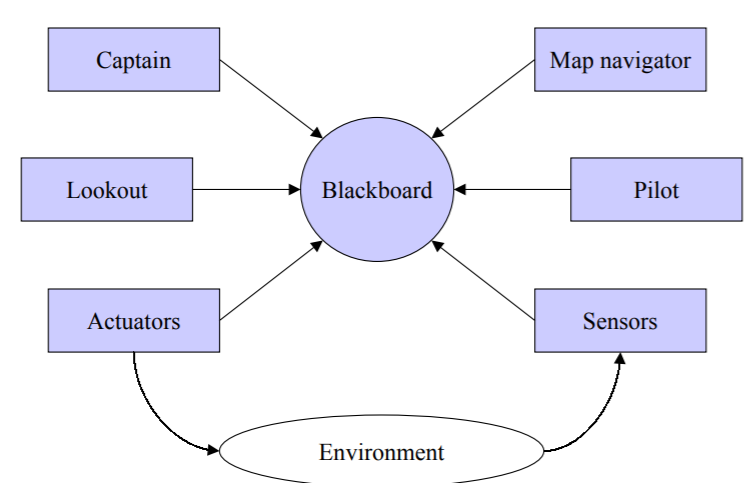 Captain
Map navigator
Lookout
Blackboard
Pilot
Actuators
Sensors
Environment